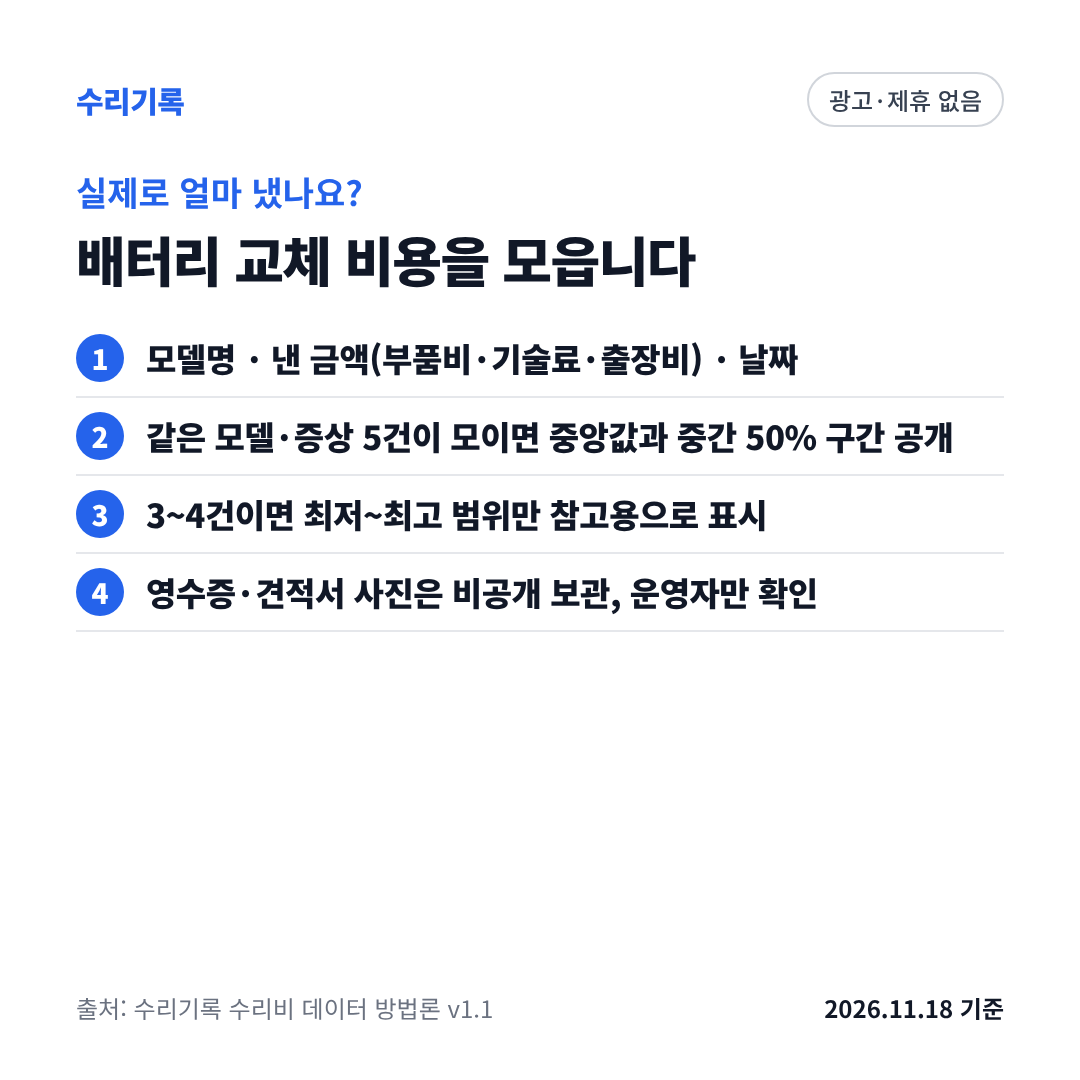 수리기록
광고·제휴 없음
실제로 얼마 냈나요?
배터리 교체 비용을 모읍니다
1 모델명 · 낸 금액(부품비·기술료·출장비) · 날짜
2 같은 모델·증상 5건이 모이면 중앙값과 중간 50% 구간 공개
3 3~4건이면 최저~최고 범위만 참고용으로 표시
4 영수증·견적서 사진은 비공개 보관, 운영자만 확인
출처: 수리기록 수리비 데이터 방법론 v1.1
2026.11.18 기준